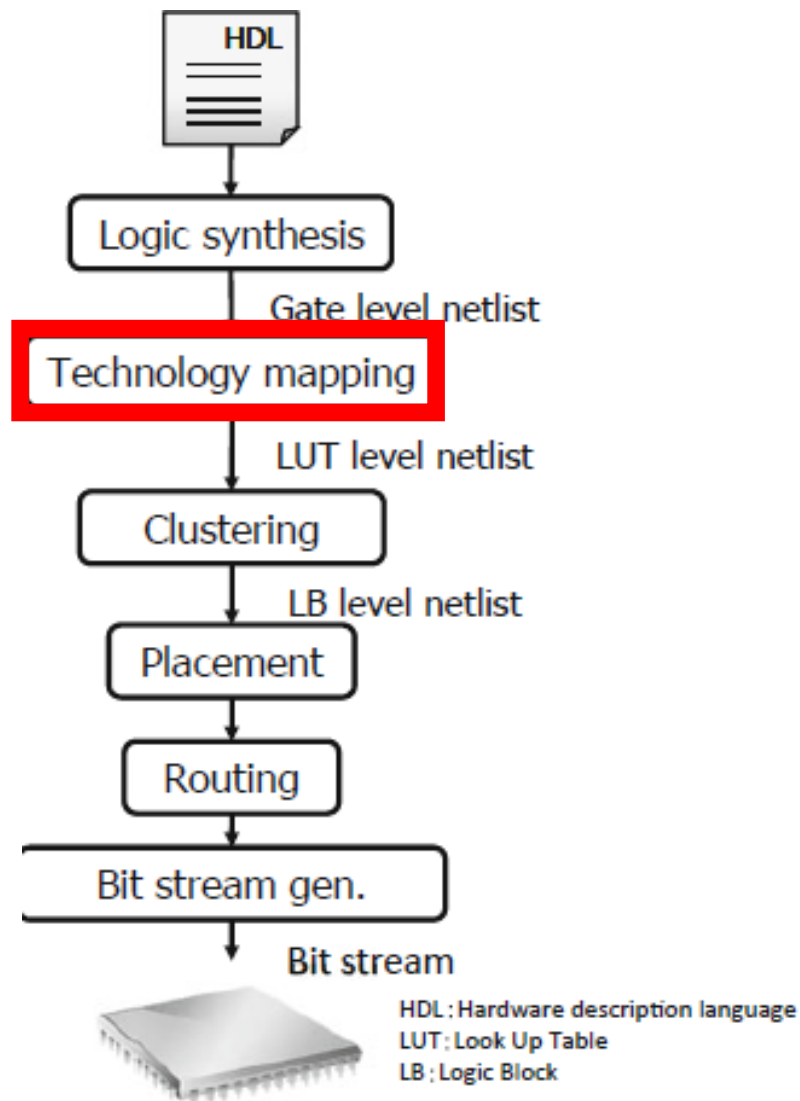 HDL
Logic synthesis
Gate level netlist
Technology mapping
LUT level netlist
Clustering
LB level netlist
Placement
Routing
Bit stream gen.
Bit stream
HDL : Hardware description language
LUT : Look Up Table
LB : Logic Block